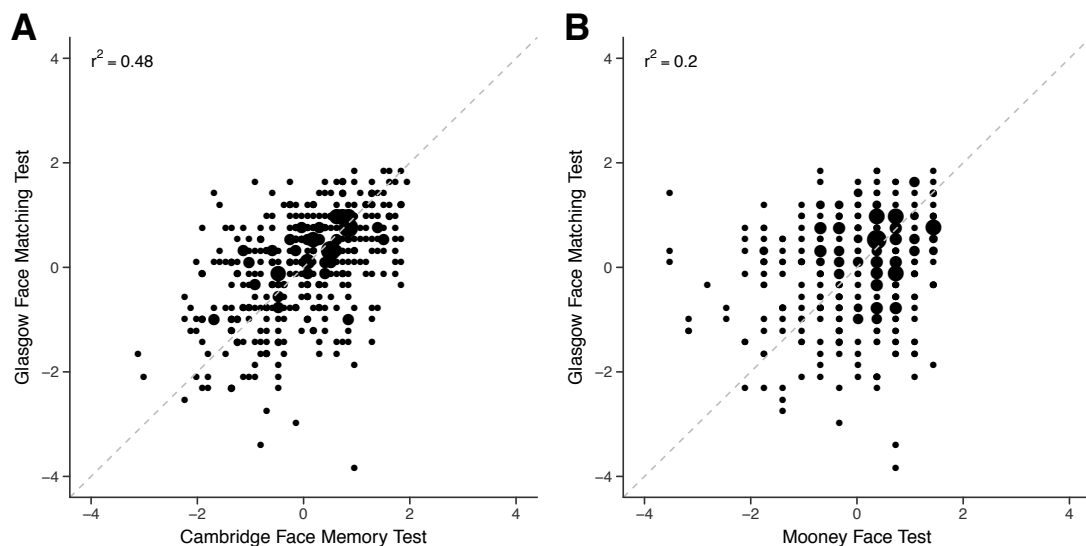 A
r² = 0.48
4
2
0
−2
−4
Glasgow Face Matching Test
−4 −2 0 2 4
Cambridge Face Memory Test
B
r² = 0.2
4
2
0
−2
−4
Glasgow Face Matching Test
−4 −2 0 2 4
Mooney Face Test